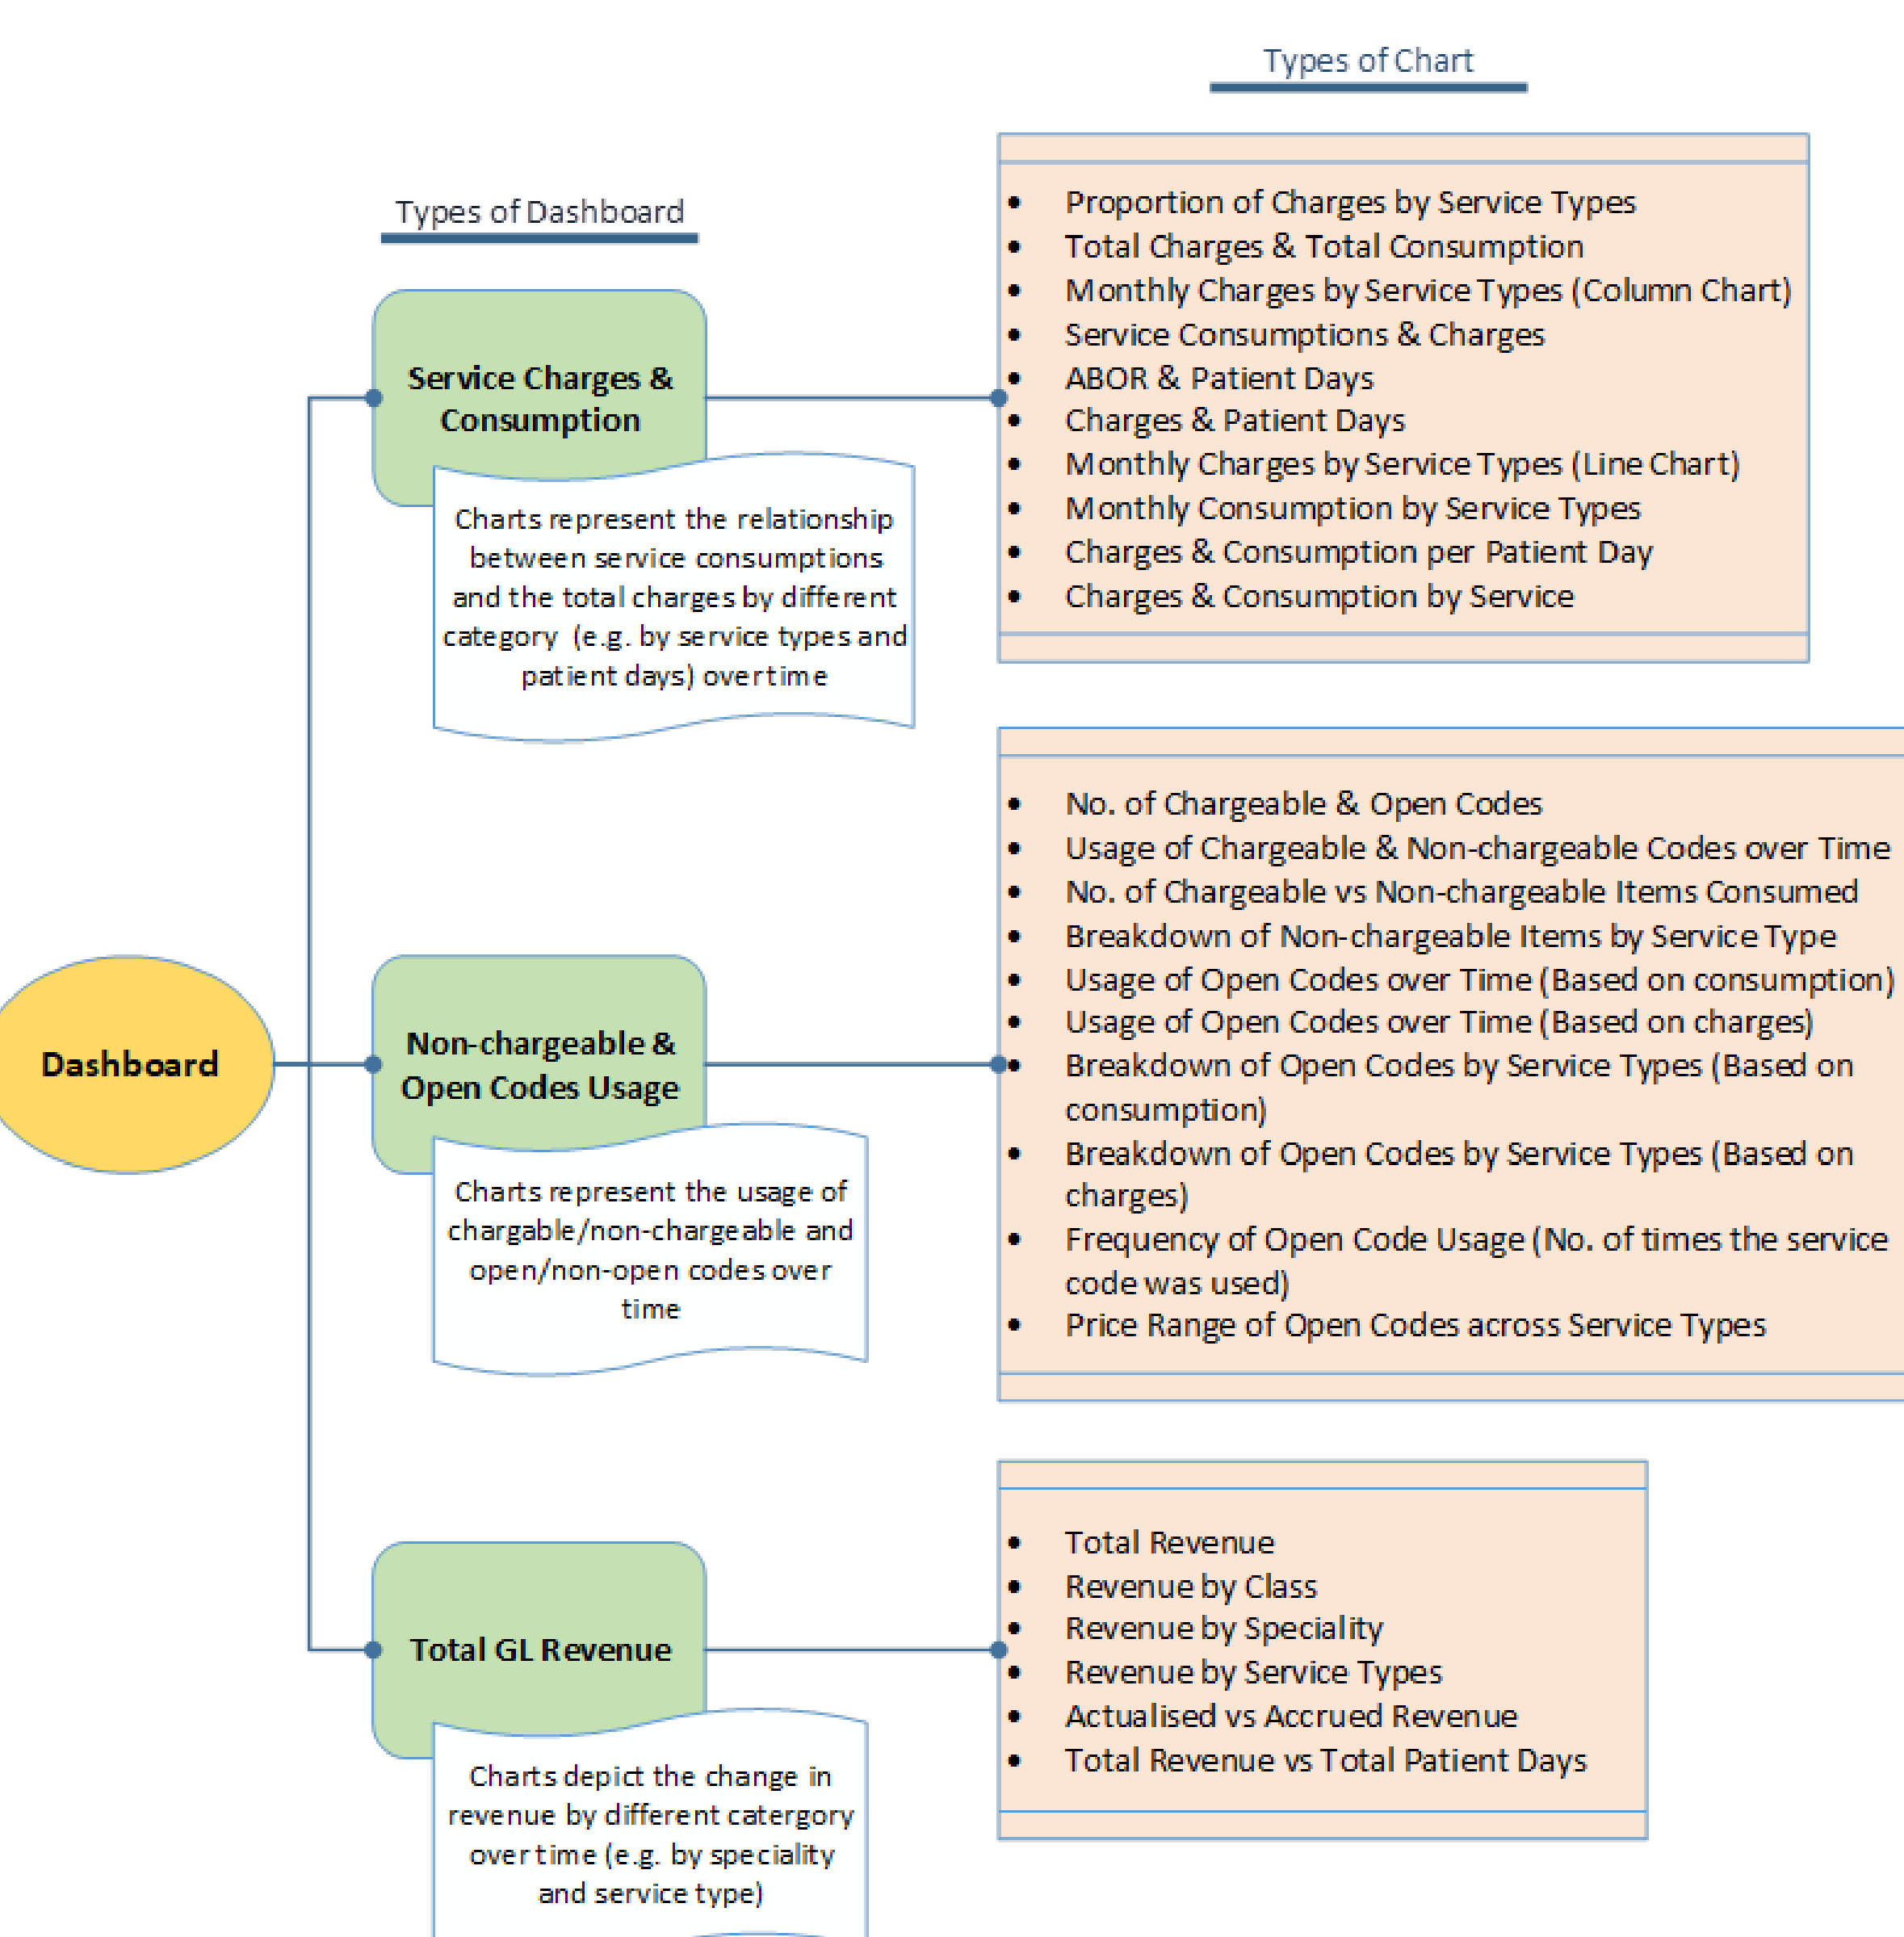 Types of Chart
Types of Dashboard
• Proportion of Charges by Service Types
• Total Charges & Total Consumption
• Monthly Charges by Service Types (Column Chart)
• Service Consumptions & Charges
• ABOR & Patient Days
• Charges & Patient Days
• Monthly Charges by Service Types (Line Chart)
• Monthly Consumption by Service Types
• Charges & Consumption per Patient Day
• Charges & Consumption by Service
Service Charges &
Consumption
Charts represent the relationship
between service consumptions
and the total charges by different
category (e.g. by service types and
patient days) overtime
Dashboard
Non-chargeable &
Open Codes Usage
Charts represent the usage of
chargable/non-chargeable and
open/non-open codes over
time
• No. of Chargeable & Open Codes
• Usage of Chargeable & Non-chargeable Codes over Time
• No. of Chargeable vs Non-chargeable Items Consumed
• Breakdown of Non-chargeable Items by Service Type
• Usage of Open Codes over Time (Based on consumption)
• Usage of Open Codes over Time (Based on charges)
• Breakdown of Open Codes by Service Types (Based on
consumption)
• Breakdown of Open Codes by Service Types (Based on
charges)
• Frequency of Open Code Usage (No. of times the service
code was used)
• Price Range of Open Codes across Service Types
Total GL Revenue
Charts depict the change in
revenue by different catergory
over time (e.g. by speciality
and service type)
• Total Revenue
• Revenue by Class
• Revenue by Speciality
• Revenue by Service Types
• Actualised vs Accrued Revenue
• Total Revenue vs Total Patient Days